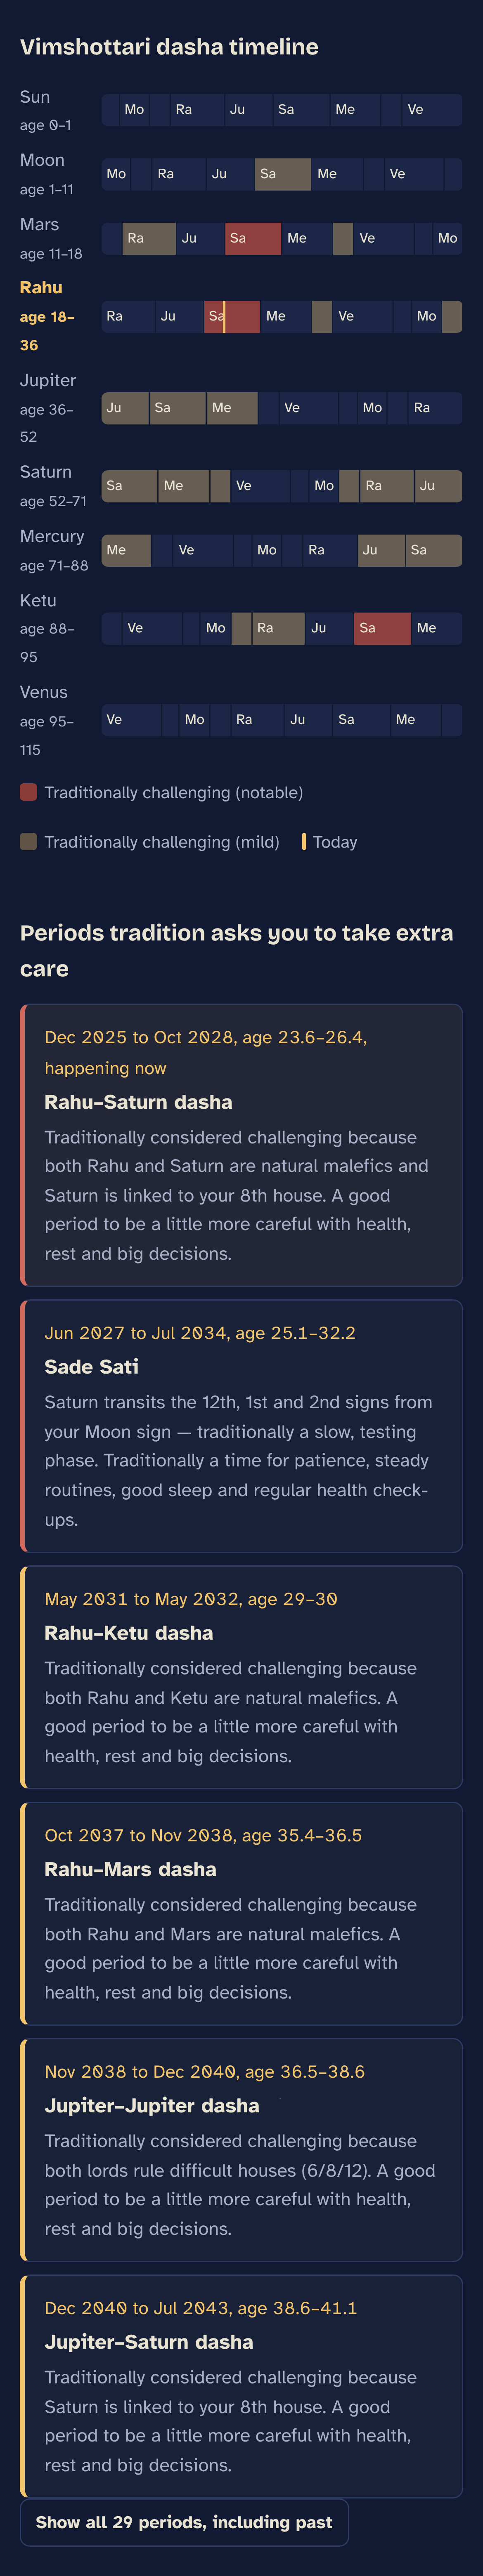 Vimshottari dasha timeline
Sun
age 0–1
Mo Ra Ju Sa Me Ve
Moon
age 1–11
Mo Ra Ju Sa Me Ve
Mars
age 11–18
Ra Ju Sa Me Ve Mo
Rahu
age 18–
36
Ra Ju Sa Me Ve Mo
Jupiter
age 36–
52
Ju Sa Me Ve Mo Ra
Saturn
age 52–71
Sa Me Ve Mo Ra Ju
Mercury
age 71–88
Me Ve Mo Ra Ju Sa
Ketu
age 88–
95
Ve Mo Ra Ju Sa Me
Venus
age 95–
115
Ve Mo Ra Ju Sa Me
Traditionally challenging (notable)
Traditionally challenging (mild) Today
Periods tradition asks you to take extra
care
Dec 2025 to Oct 2028, age 23.6–26.4,
happening now
Rahu–Saturn dasha
Traditionally considered challenging because
both Rahu and Saturn are natural malefics and
Saturn is linked to your 8th house. A good
period to be a little more careful with health,
rest and big decisions.
Jun 2027 to Jul 2034, age 25.1–32.2
Sade Sati
Saturn transits the 12th, 1st and 2nd signs from
your Moon sign — traditionally a slow, testing
phase. Traditionally a time for patience, steady
routines, good sleep and regular health check-
ups.
May 2031 to May 2032, age 29–30
Rahu–Ketu dasha
Traditionally considered challenging because
both Rahu and Ketu are natural malefics. A
good period to be a little more careful with
health, rest and big decisions.
Oct 2037 to Nov 2038, age 35.4–36.5
Rahu–Mars dasha
Traditionally considered challenging because
both Rahu and Mars are natural malefics. A
good period to be a little more careful with
health, rest and big decisions.
Nov 2038 to Dec 2040, age 36.5–38.6
Jupiter–Jupiter dasha
Traditionally considered challenging because
both lords rule difficult houses (6/8/12). A good
period to be a little more careful with health,
rest and big decisions.
Dec 2040 to Jul 2043, age 38.6–41.1
Jupiter–Saturn dasha
Traditionally considered challenging because
Saturn is linked to your 8th house. A good
period to be a little more careful with health,
rest and big decisions.
Show all 29 periods, including past